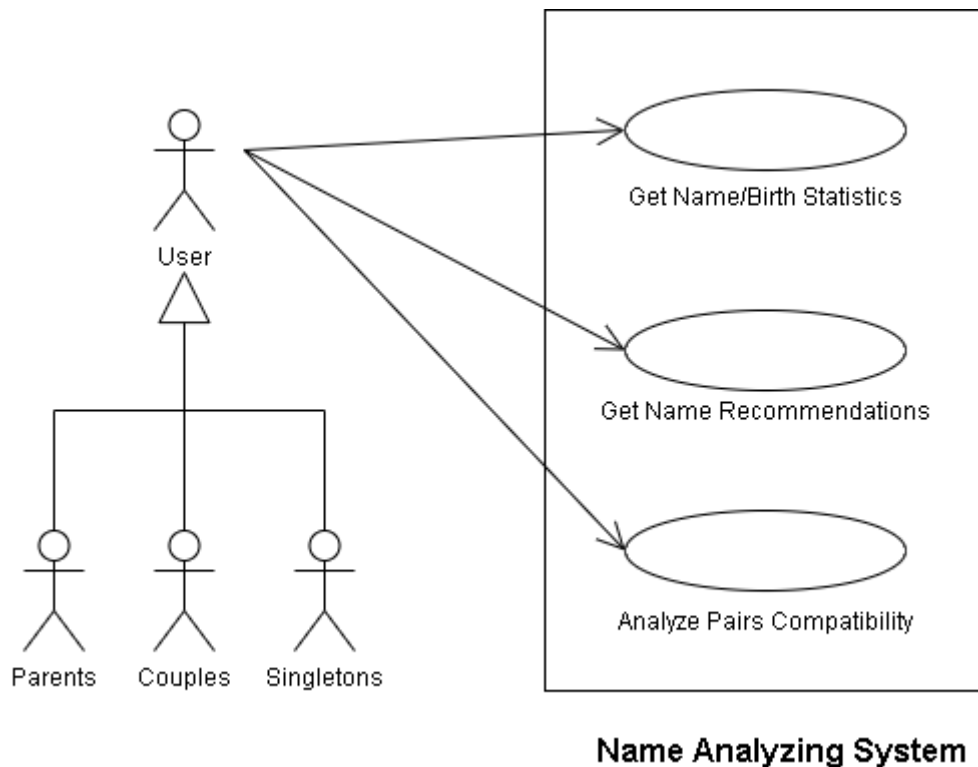 Get Name/Birth Statistics
User
Get Name Recommendations
Analyze Pairs Compatibility
Parents
Couples
Singletons
Name Analyzing System